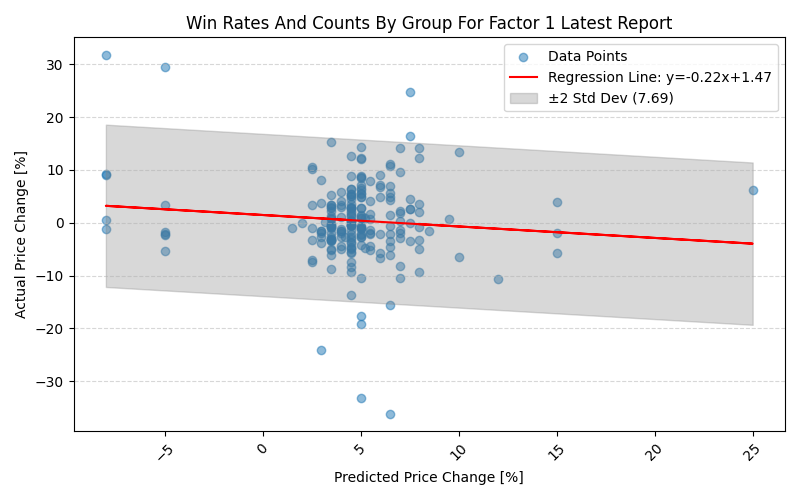 Win Rates And Counts By Group For Factor 1 Latest Report
Data Points
Regression Line: y=-0.22x+1.47
±2 Std Dev (7.69)
Actual Price Change [%]
30
20
10
0
−10
−20
−30
−5
0
5
10
15
20
25
Predicted Price Change [%]